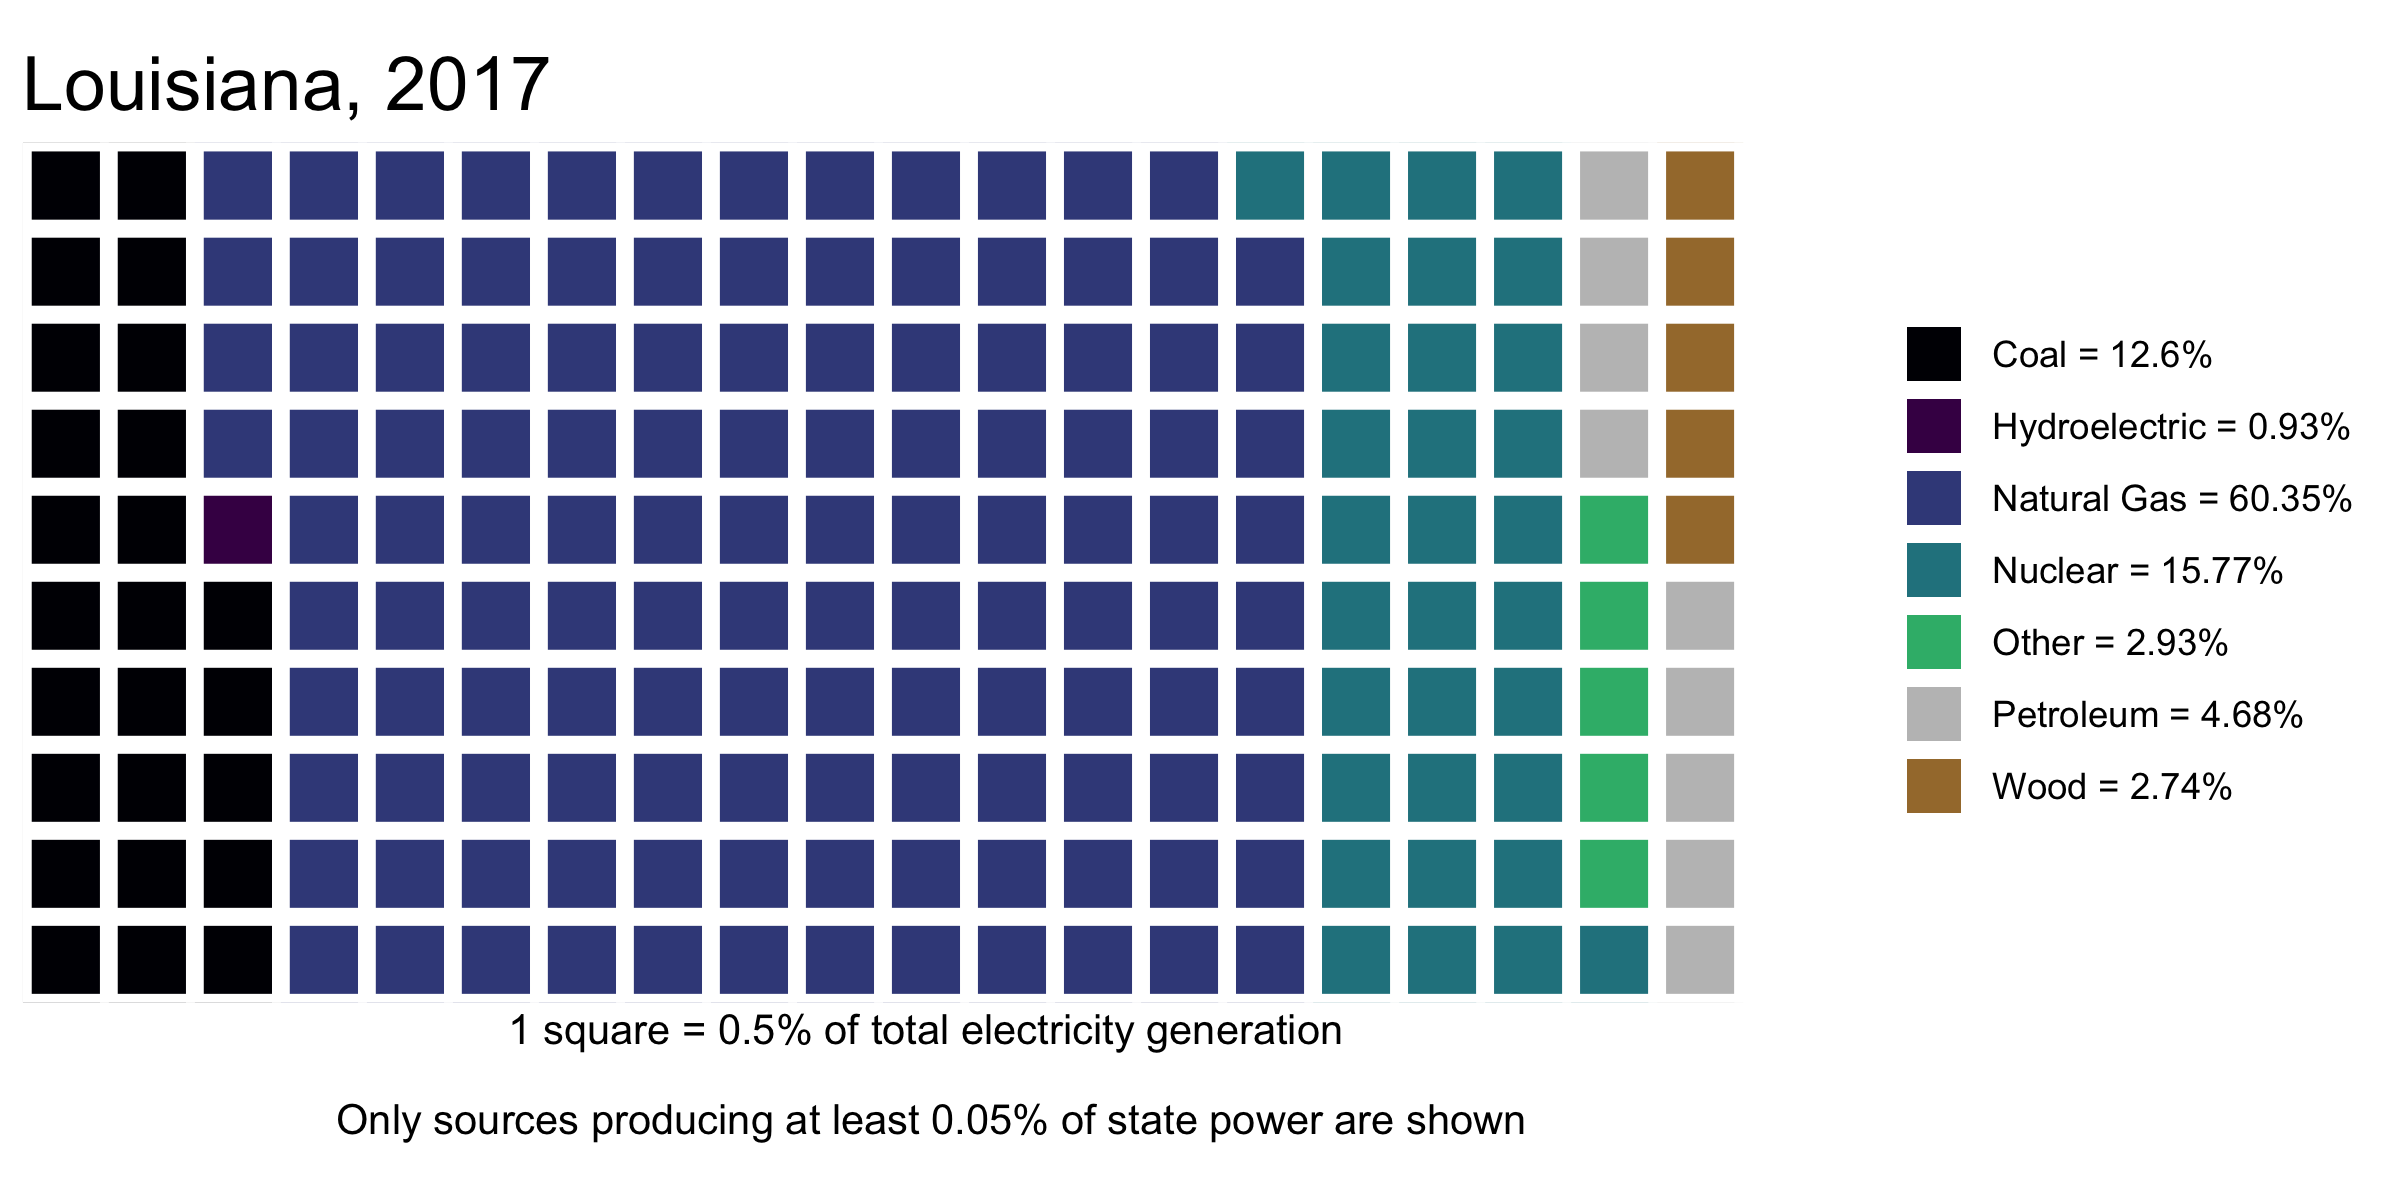 Louisiana, 2017
Coal = 12.6%
Hydroelectric = 0.93%
Natural Gas = 60.35%
Nuclear = 15.77%
Other = 2.93%
Petroleum = 4.68%
Wood = 2.74%
1 square = 0.5% of total electricity generation
Only sources producing at least 0.05% of state power are shown